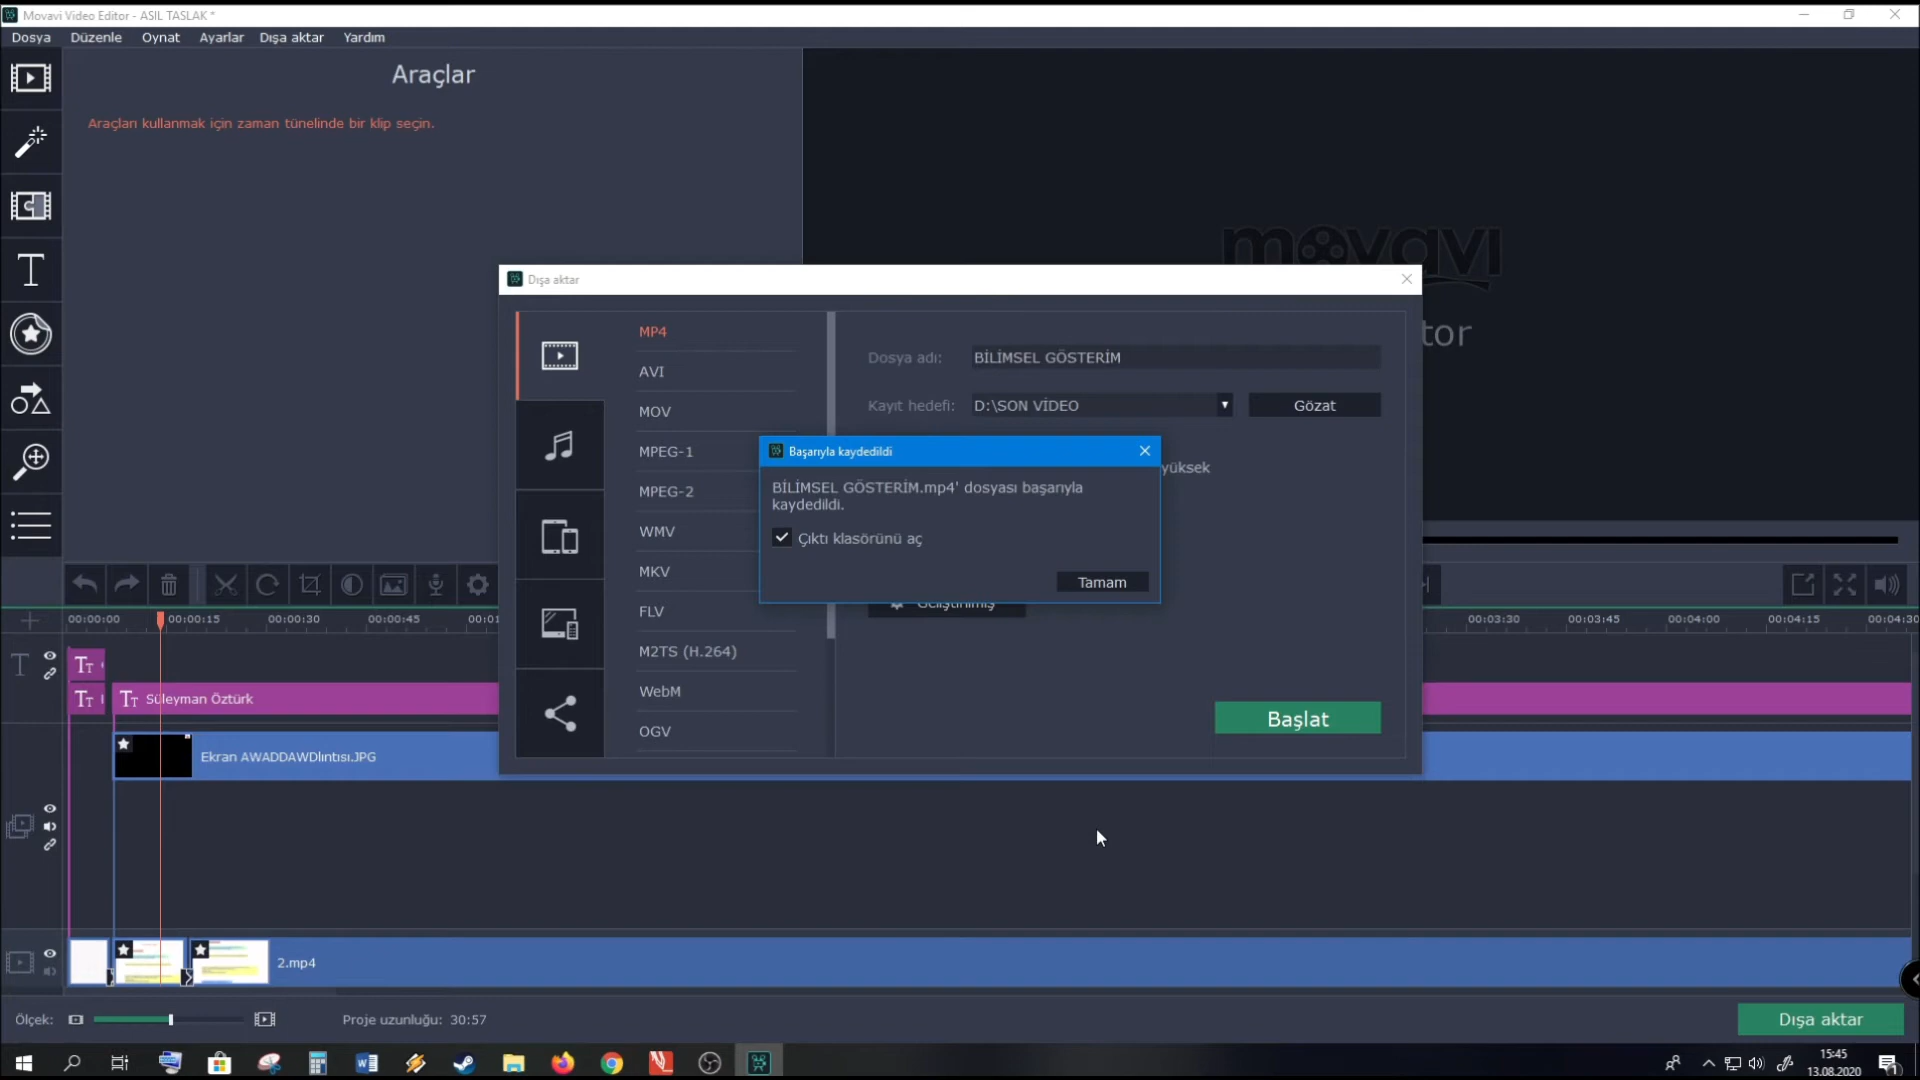 Movavi Video Editor - ASIL TASLAK *
Dosya Düzenle Oynat Ayarlar Dışa aktar Yardım
Araçlar
Araçları kullanmak için zaman tünelinde bir klip seçin.
movavi
tor
Dışa aktar
MP4
AVI
MOV
MPEG-1
MPEG-2
WMV
MKV
FLV
M2TS (H.264)
WebM
OGV
Dosya adı: BİLİMSEL GÖSTERİM
Kayıt hedefi: D:\SON VİDEO Gözat
yüksek
Başarıyla kaydedildi
BİLİMSEL GÖSTERİM.mp4' dosyası başarıyla
kaydedildi.
Çıktı klasörünü aç
Tamam
Geliştirilmiş
Başlat
00:00:00 00:00:15 00:00:30 00:00:45 00:01 00:03:30 00:03:45 00:04:00 00:04:15 00:04:30
Süleyman Öztürk
Ekran AWADDAWDlıntısı.JPG
2.mp4
Ölçek: Proje uzunluğu: 30:57 Dışa aktar
15:45
13.08.2020